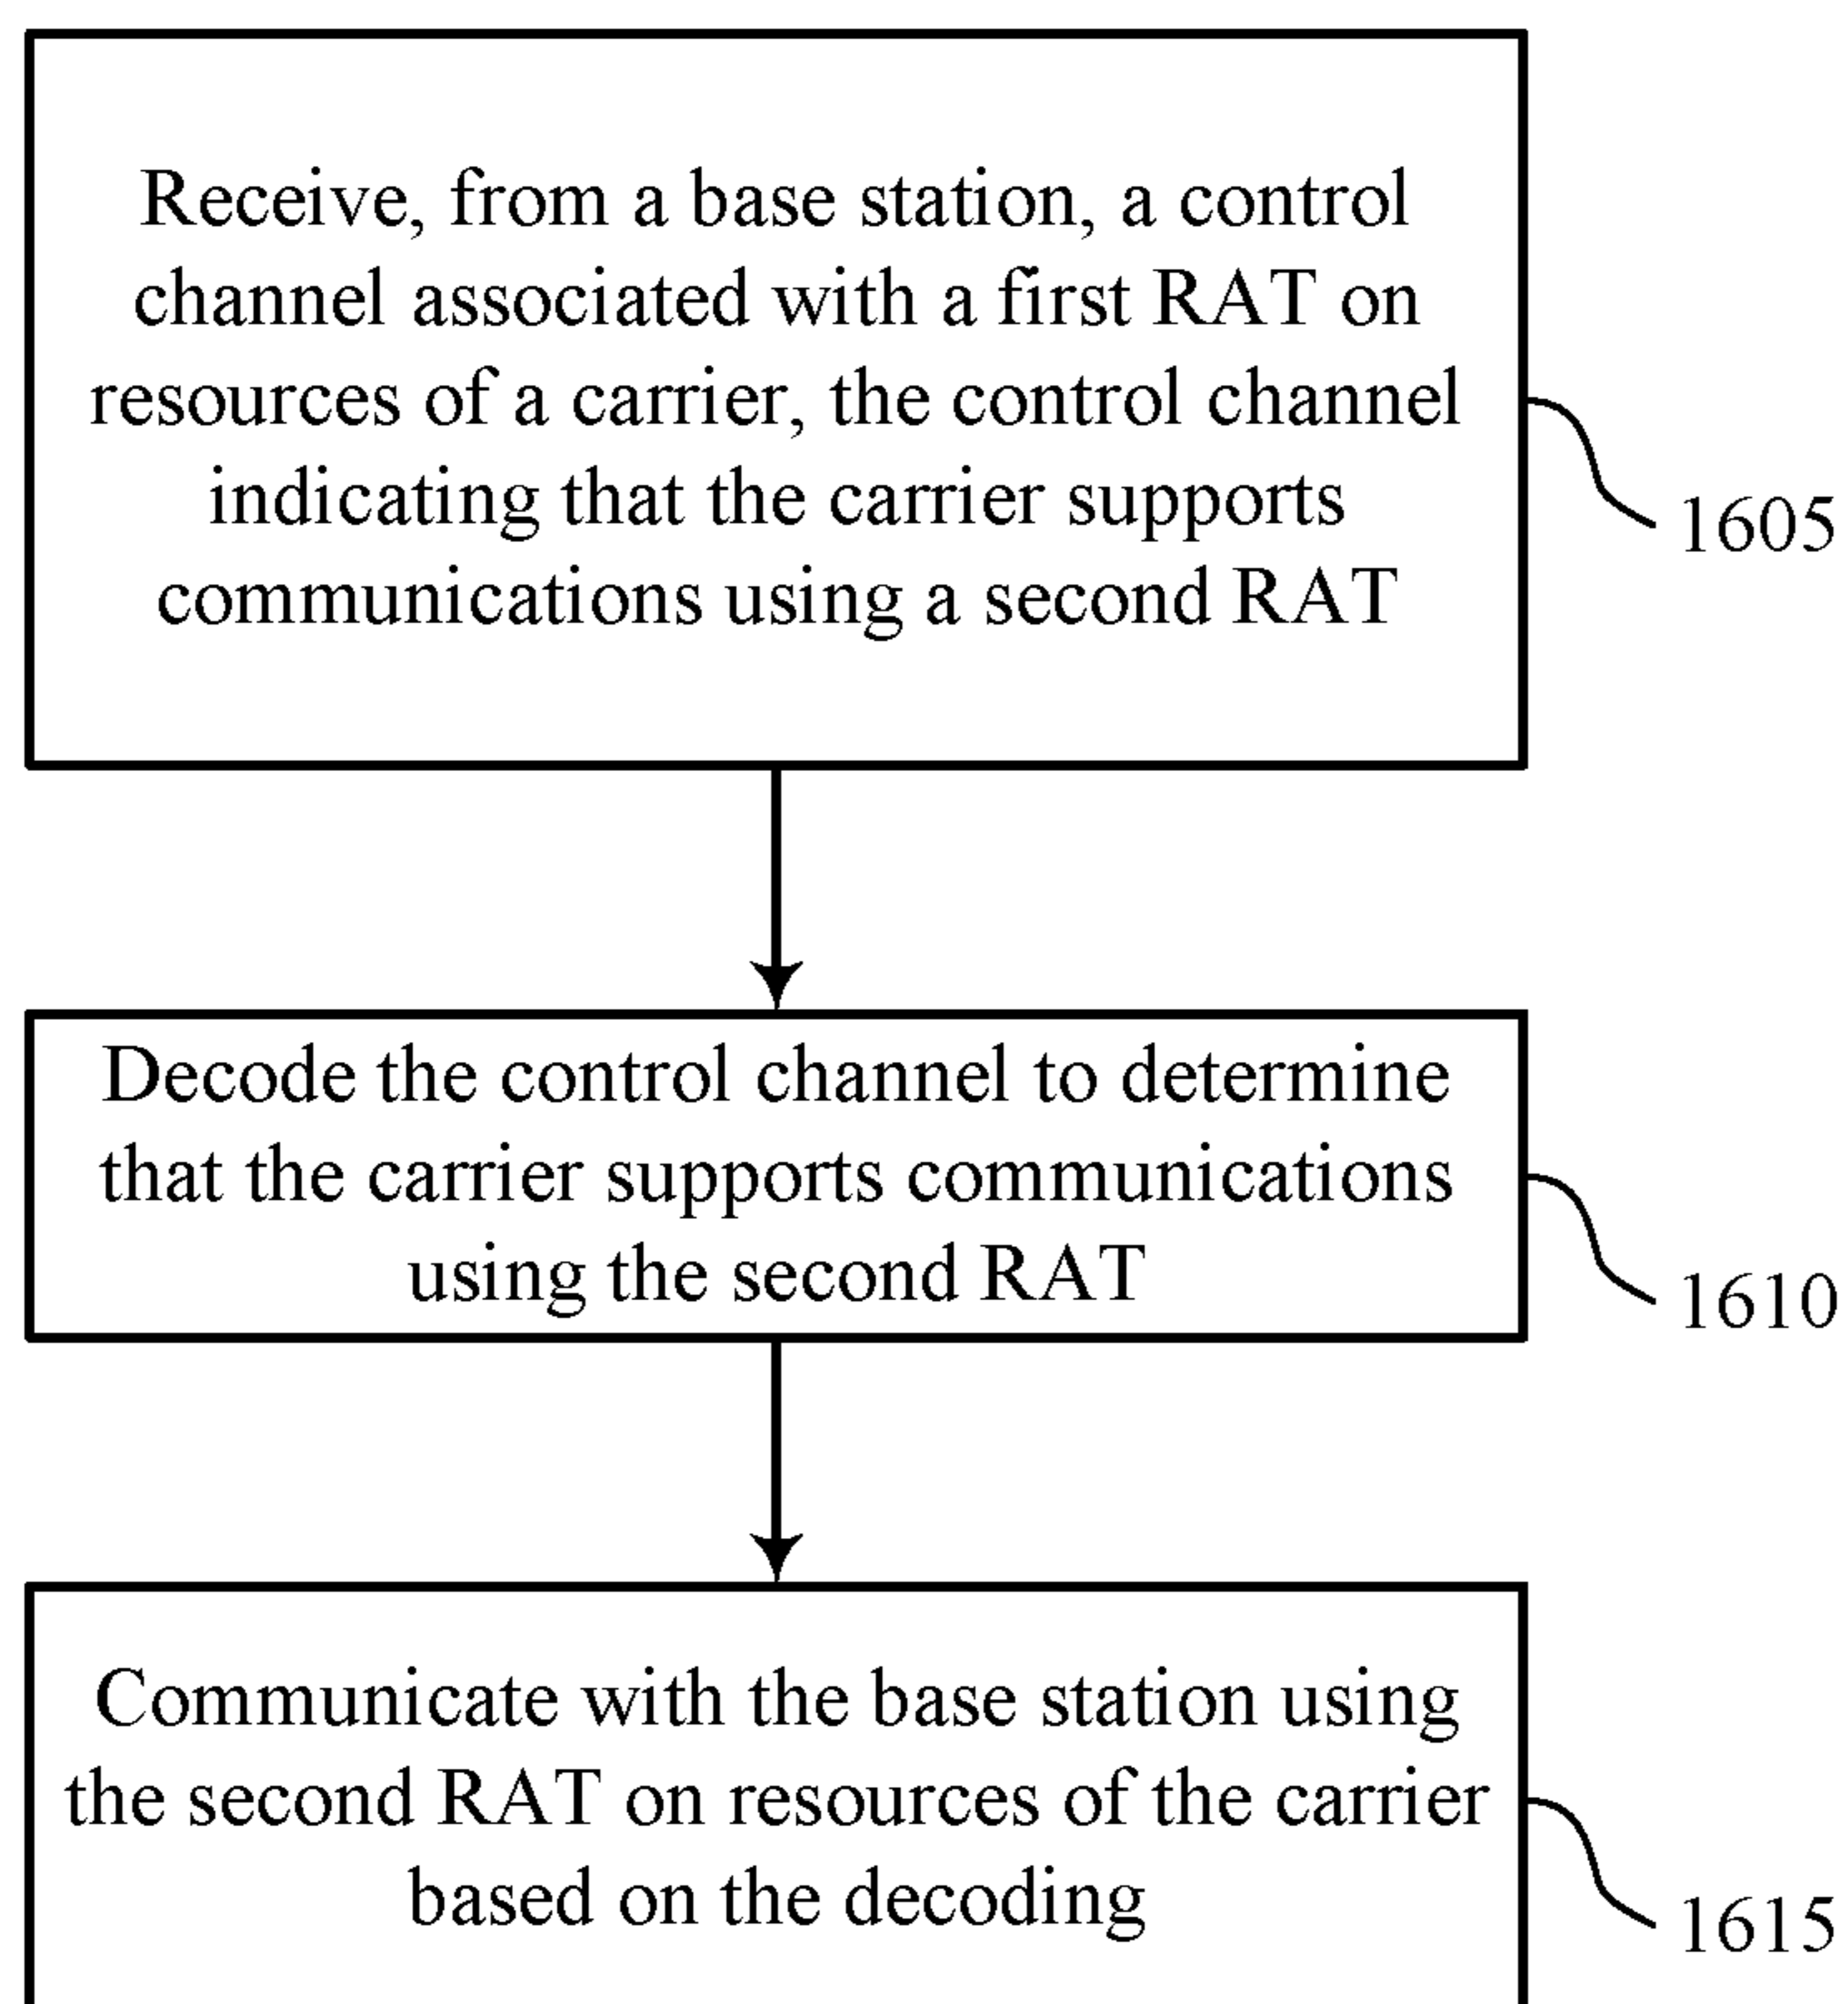 Receive, from a base station, a control
channel associated with a first RAT on
resources of a carrier, the control channel
indicating that the carrier supports
communications using a second RAT
1605
Decode the control channel to determine
that the carrier supports communications
using the second RAT
1610
Communicate with the base station using
the second RAT on resources of the carrier
based on the decoding
1615